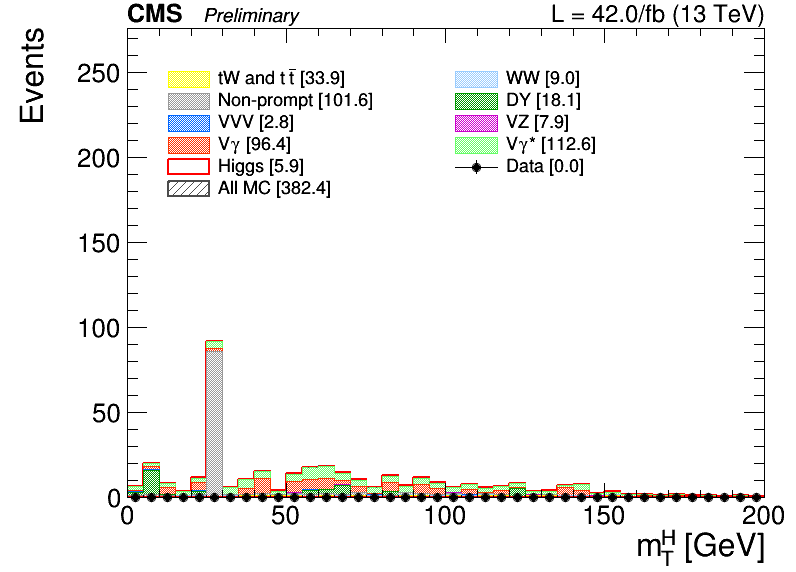 CMS Preliminary L = 42.0/fb (13 TeV)
Events
250
200
150
100
50
0
tW and t t̄ [33.9]
Non-prompt [101.6]
VVV [2.8]
Vγ [96.4]
Higgs [5.9]
All MC [382.4]
WW [9.0]
DY [18.1]
VZ [7.9]
Vγ* [112.6]
Data [0.0]
0 50 100 150 200
m_T^H [GeV]